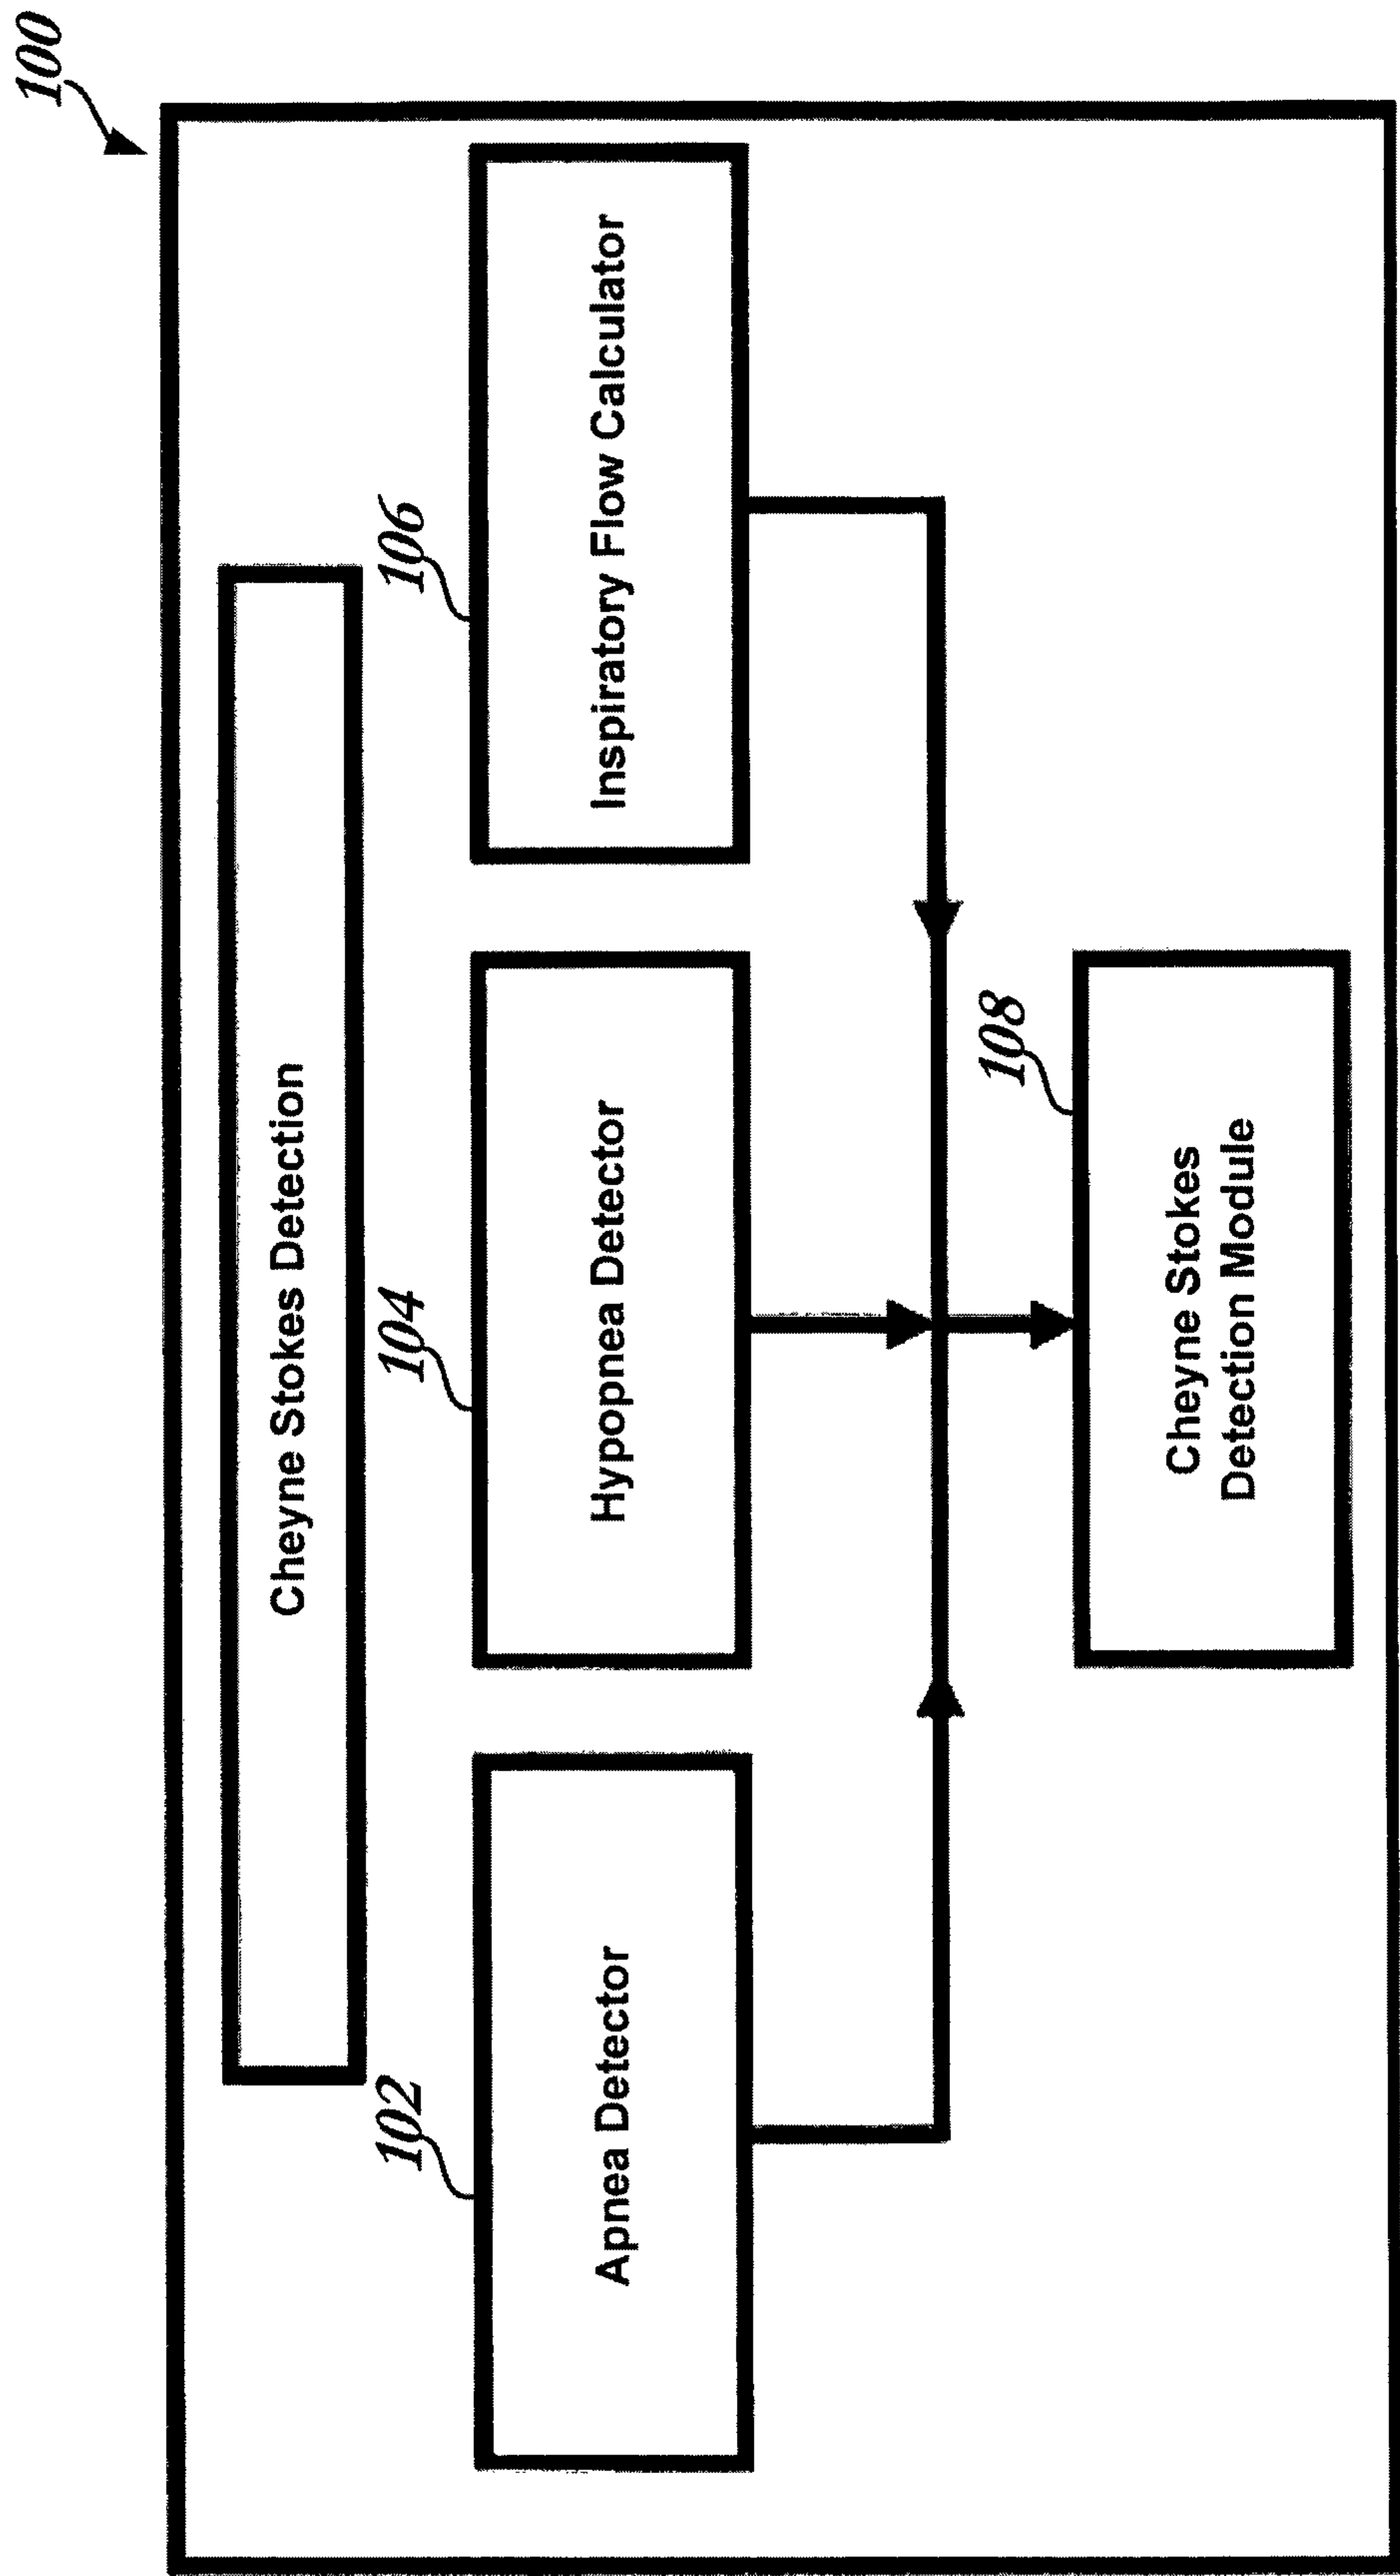 100
Cheyne Stokes Detection
102
104
106
Apnea Detector
Hypopnea Detector
Inspiratory Flow Calculator
108
Cheyne Stokes
Detection Module